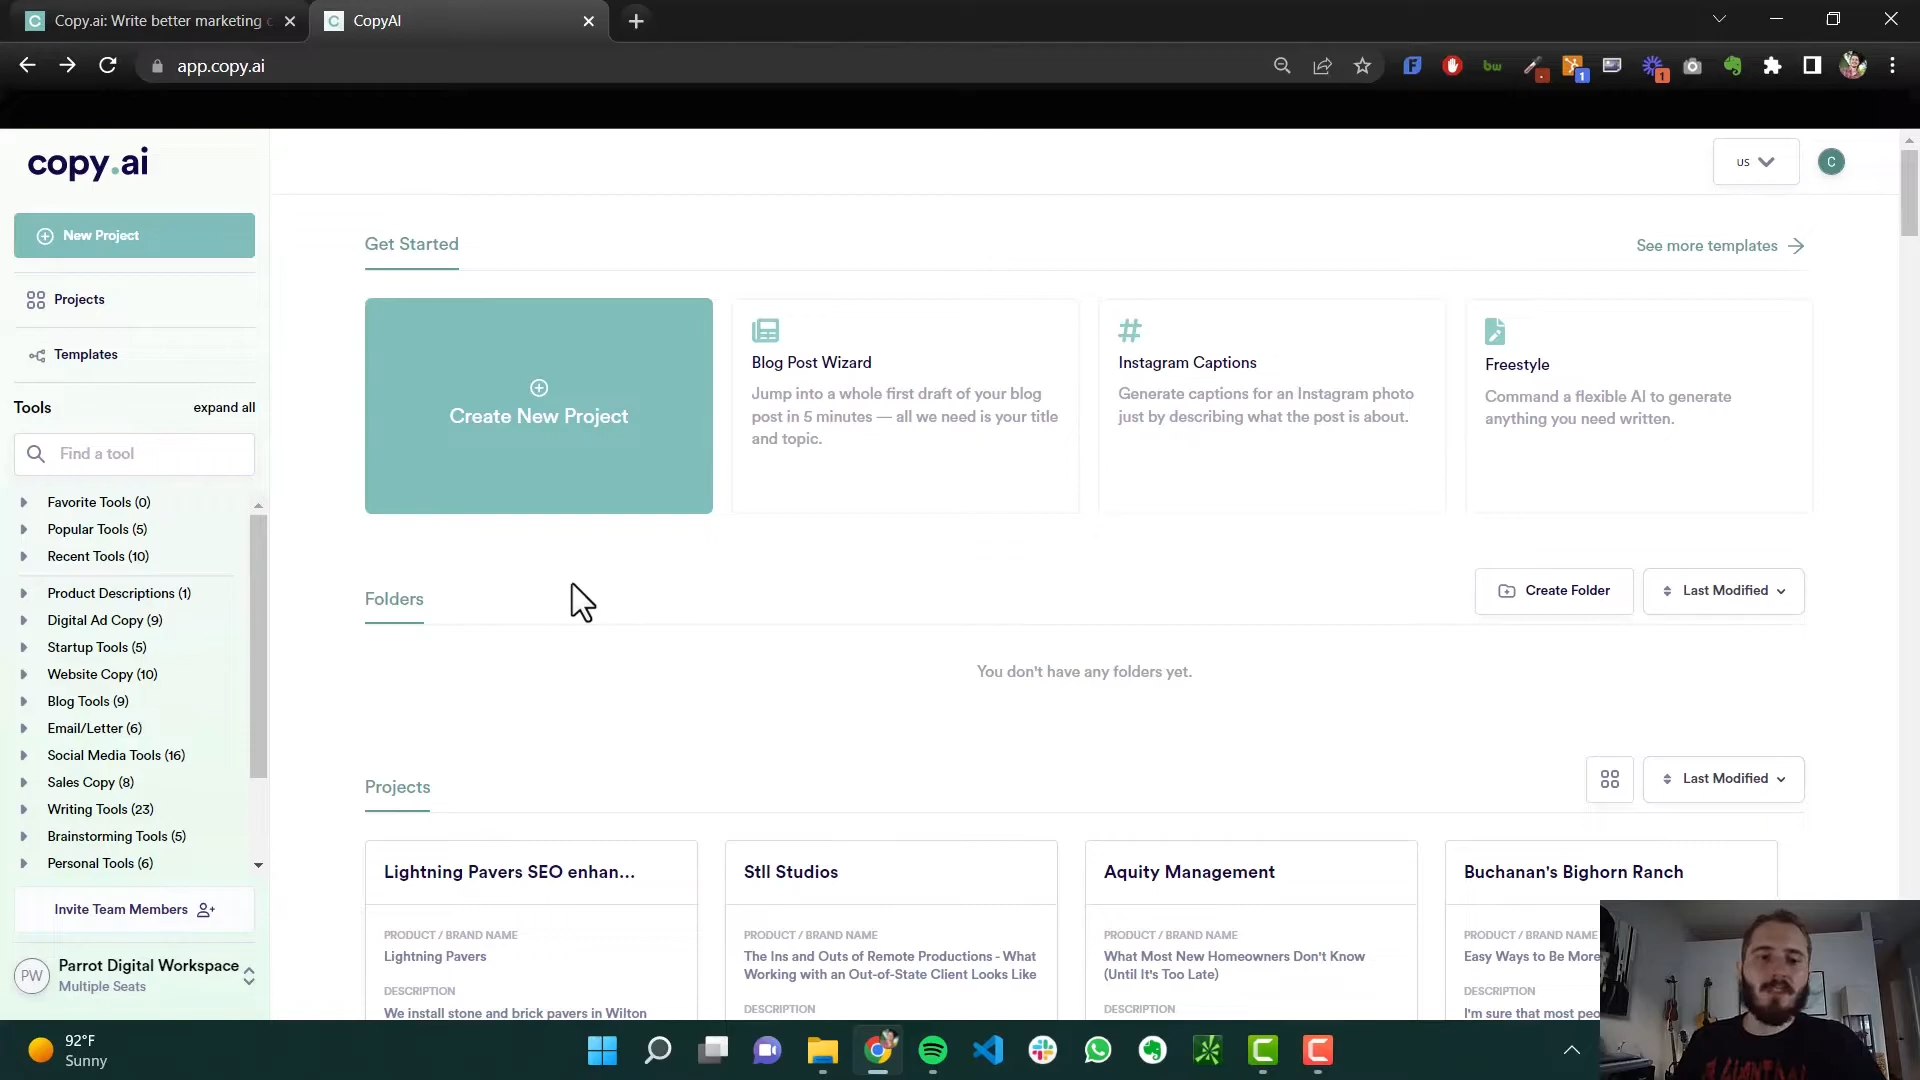 Copy.ai: Write better marketing c
CopyAI
app.copy.ai
bw
1
1
copy.ai
us
C
New Project
Projects
Templates
Tools
expand all
Find a tool
Favorite Tools (0)
Popular Tools (5)
Recent Tools (10)
Product Descriptions (1)
Digital Ad Copy (9)
Startup Tools (5)
Website Copy (10)
Blog Tools (9)
Email/Letter (6)
Social Media Tools (16)
Sales Copy (8)
Writing Tools (23)
Brainstorming Tools (5)
Personal Tools (6)
Invite Team Members
PW
Parrot Digital Workspace
Multiple Seats
Get Started
See more templates
Create New Project
Blog Post Wizard
Jump into a whole first draft of your blog
post in 5 minutes — all we need is your title
and topic.
Instagram Captions
Generate captions for an Instagram photo
just by describing what the post is about.
Freestyle
Command a flexible AI to generate
anything you need written.
Folders
Create Folder
Last Modified
You don't have any folders yet.
Projects
Last Modified
Lightning Pavers SEO enhan...
PRODUCT / BRAND NAME
Lightning Pavers
DESCRIPTION
We install stone and brick pavers in Wilton
Stll Studios
PRODUCT / BRAND NAME
The Ins and Outs of Remote Productions - What
Working with an Out-of-State Client Looks Like
DESCRIPTION
Aquity Management
PRODUCT / BRAND NAME
What Most New Homeowners Don't Know
(Until It's Too Late)
DESCRIPTION
Buchanan's Bighorn Ranch
PRODUCT / BRAND NAME
Easy Ways to Be More
DESCRIPTION
I'm sure that most peo
92°F
Sunny